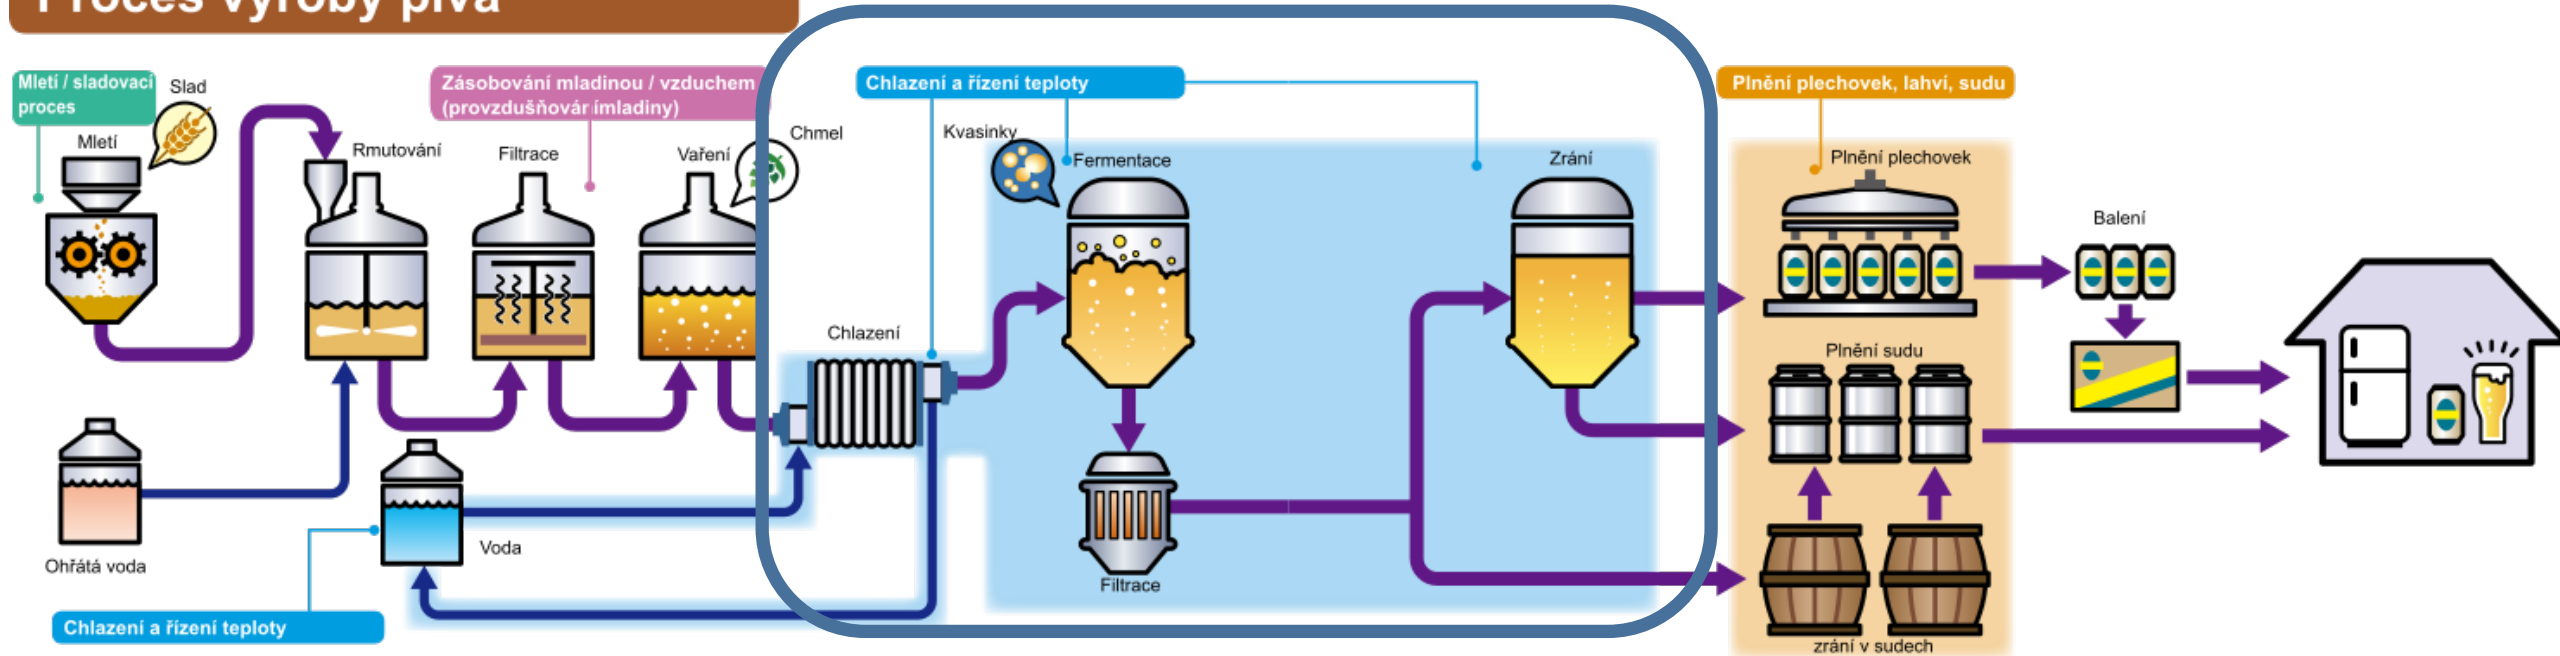 Proces výroby piva
Mletí / sladovací
proces
Slad
Mletí
Zásobování mladinou / vzduchem
(provzdušňování mladiny)
Rmutování
Filtrace
Vaření
Chmel
Chlazení a řízení teploty
Kvasinky
Fermentace
Zrání
Chlazení
Filtrace
Ohřátá voda
Voda
Chlazení a řízení teploty
Plnění plechovek, lahví, sudu
Plnění plechovek
Balení
Plnění sudu
zrání v sudech